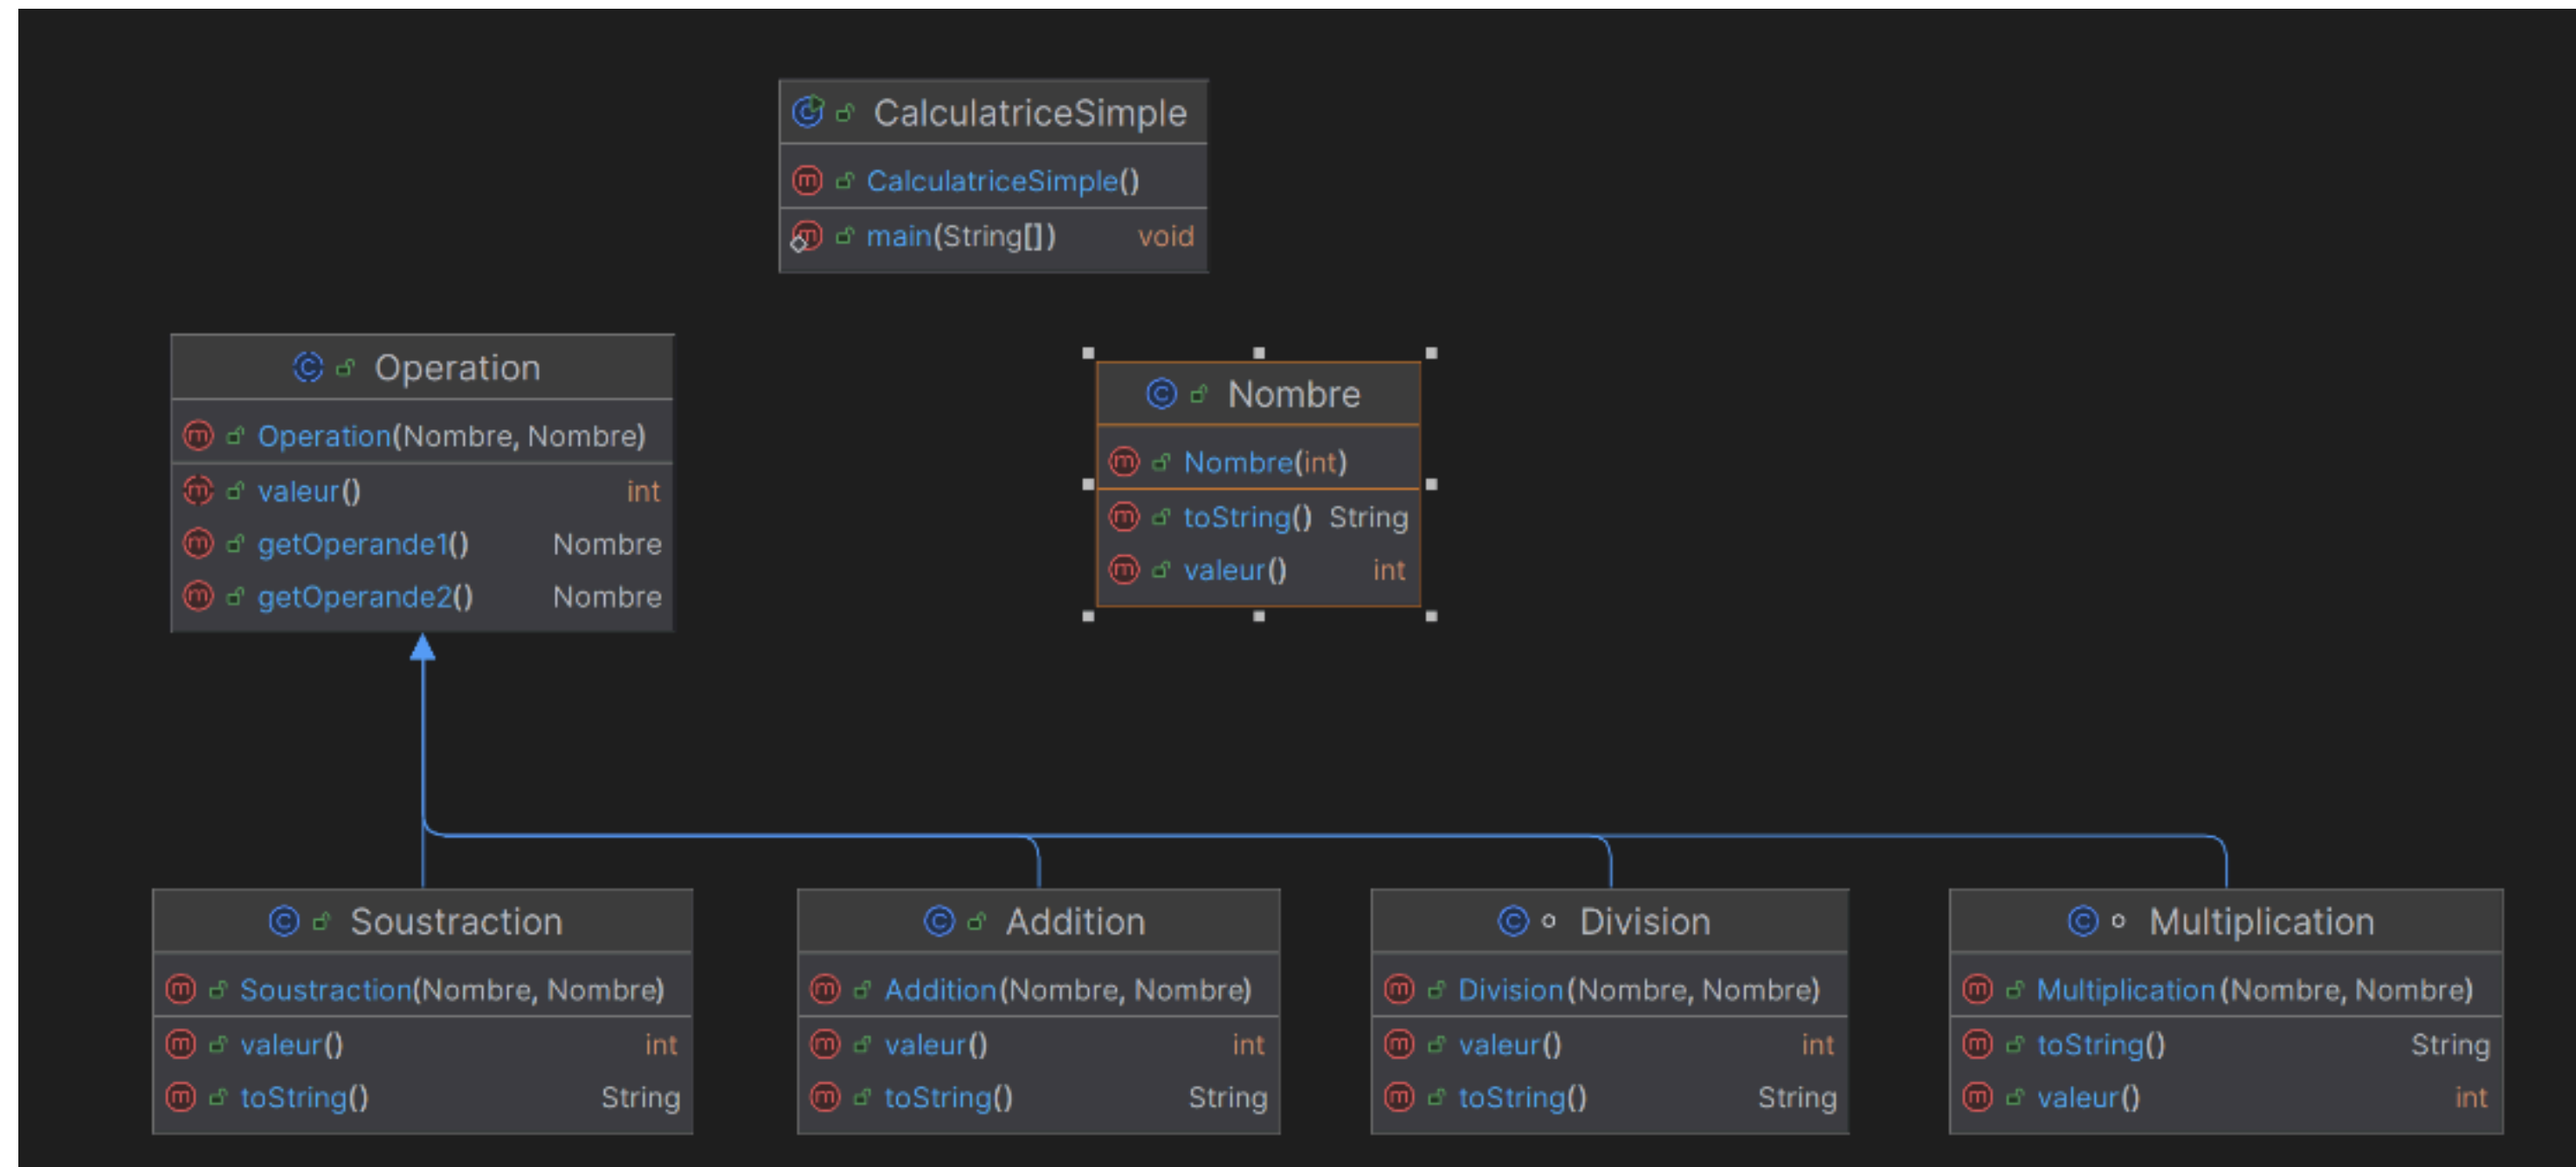 CalculatriceSimple
CalculatriceSimple()
main(String[]) void
Operation
Operation(Nombre, Nombre)
valeur() int
getOperande1() Nombre
getOperande2() Nombre
Nombre
Nombre(int)
toString() String
valeur() int
Soustraction
Soustraction(Nombre, Nombre)
valeur() int
toString() String
Addition
Addition(Nombre, Nombre)
valeur() int
toString() String
Division
Division(Nombre, Nombre)
valeur() int
toString() String
Multiplication
Multiplication(Nombre, Nombre)
toString() String
valeur() int